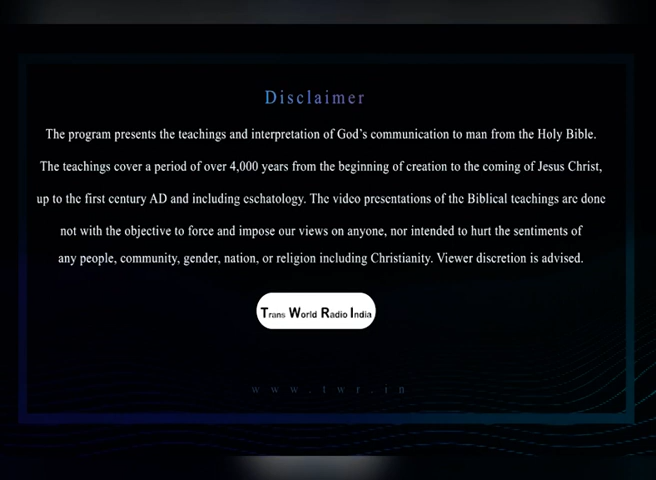 Disclaimer
The program presents the teachings and interpretation of God's communication to man from the Holy Bible.
The teachings cover a period of over 4,000 years from the beginning of creation to the coming of Jesus Christ,
up to the first century AD and including eschatology. The video presentations of the Biblical teachings are done
not with the objective to force and impose our views on anyone, nor intended to hurt the sentiments of
any people, community, gender, nation, or religion including Christianity. Viewer discretion is advised.
Trans World Radio India
www.twr.in